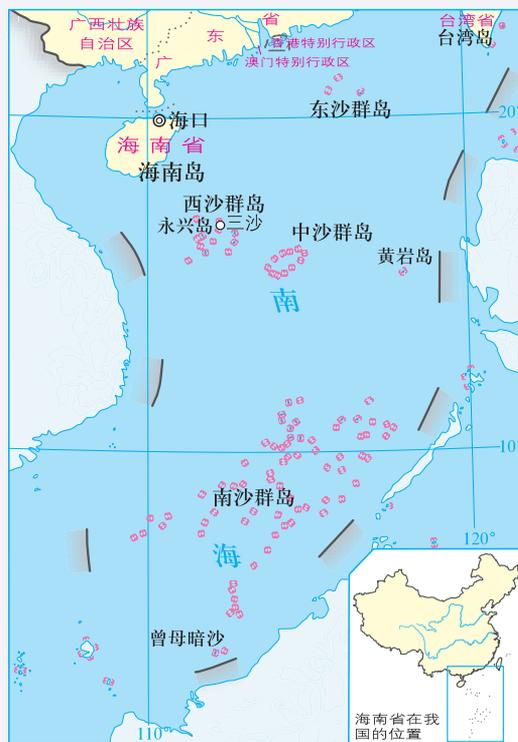 广西壮族
自治区
广
东
省
香港特别行政区
澳门特别行政区
台湾省
台湾岛
东沙群岛
20°
海口
海南省
海南岛
西沙群岛
永兴岛 三沙
中沙群岛
黄岩岛
南
10
南沙群岛
海
120°
曾母暗沙
110°
海南省在我
国的位置